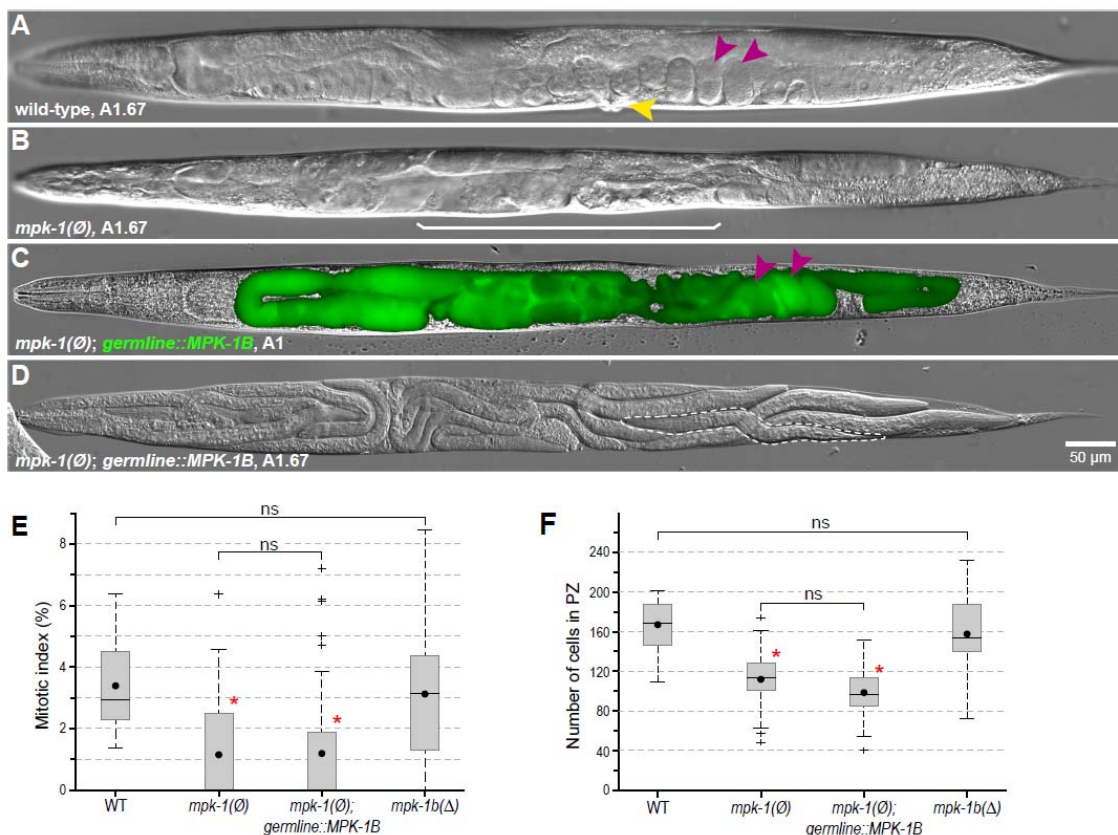 A
wild-type, A1.67
B
mpk-1(Ø), A1.67
C
mpk-1(Ø); germline::MPK-1B, A1
D
mpk-1(Ø); germline::MPK-1B, A1.67
50 µm
E
ns
ns
8
6
4
2
0
Mitotic index (%)
*
*
WT
mpk-1(Ø)
mpk-1(Ø);
germline::MPK-1B
mpk-1b(Δ)
F
ns
ns
240
200
160
120
80
40
0
Number of cells in PZ
*
*
WT
mpk-1(Ø)
mpk-1(Ø);
germline::MPK-1B
mpk-1b(Δ)